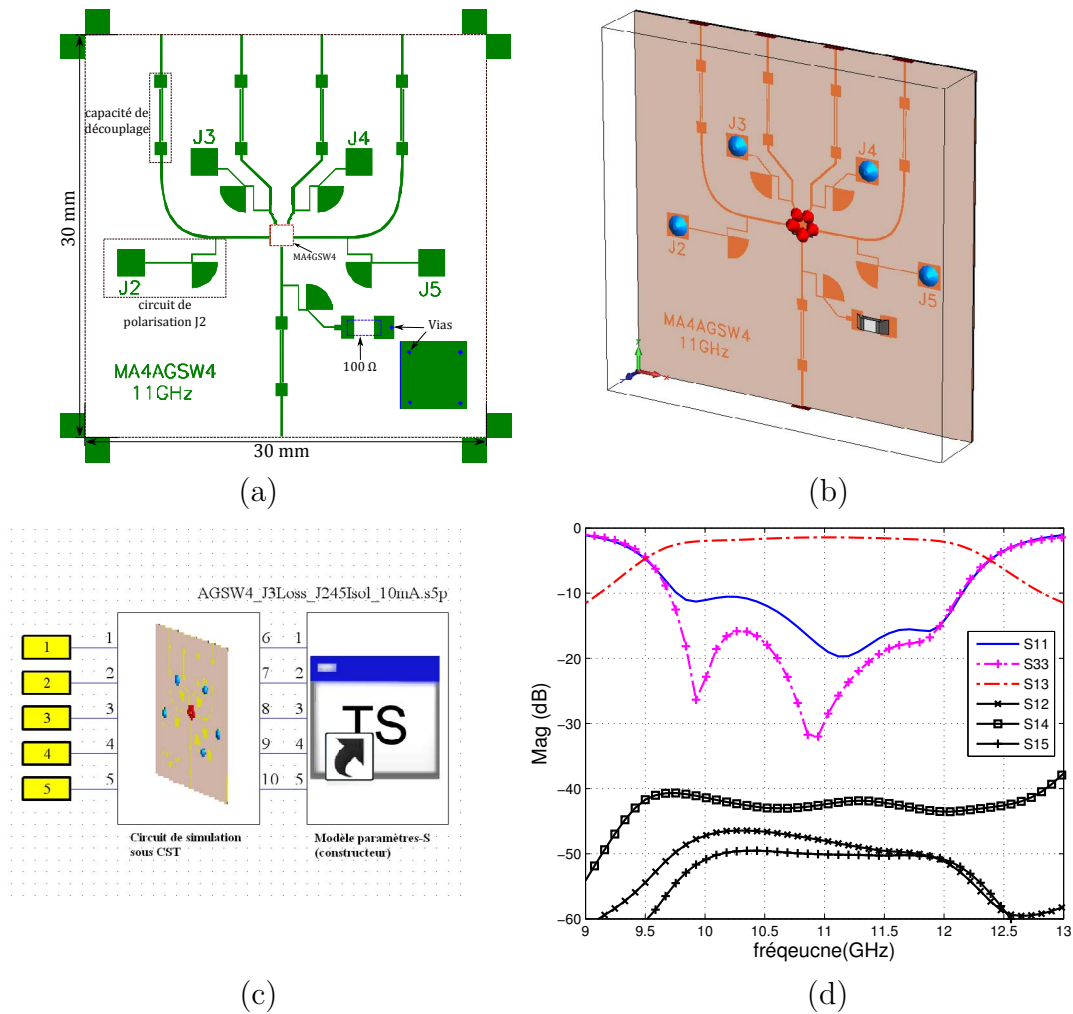 capacité de
découplage
J3
J4
30 mm
MA4GSW4
J2
J5
circuit de
polarisation J2
Vias
100 Ω
MA4AGSW4
11GHz
30 mm
(a)
J3
J4
J2
J5
MA4AGSW4
11GHz
y
z
x
(b)
AGSW4_J3Loss_J245Isol_10mA.s5p
1 1 6 1
2 2 7 2
3 3 8 3
4 4 9 4
5 5 10 5
TS
Circuit de simulation
sous CST
Modèle paramètres-S
(constructeur)
(c)
0
−10
−20
−30
−40
−50
−60
Mag (dB)
S11
S33
S13
S12
S14
S15
9 9.5 10 10.5 11 11.5 12 12.5 13
fréqeucne(GHz)
(d)